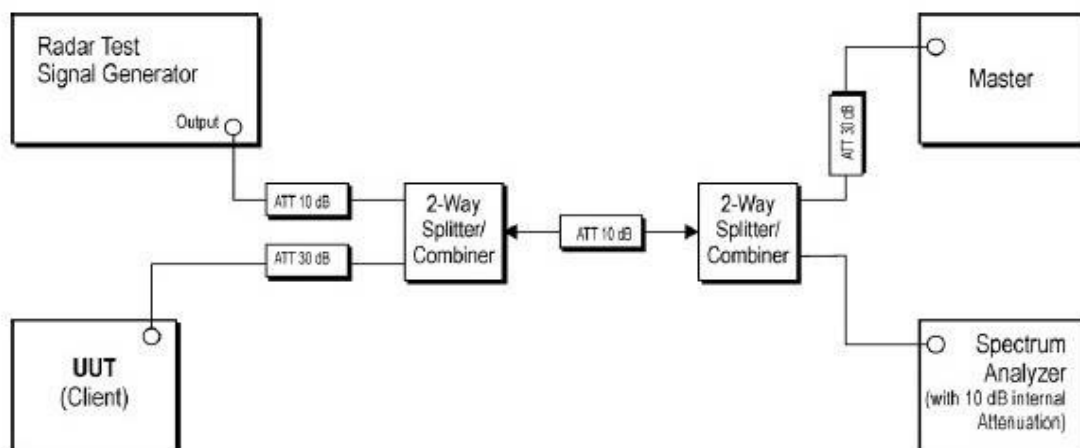 Radar Test
Signal Generator
Output
ATT 10 dB
2-Way
Splitter/
Combiner
ATT 30 dB
UUT
(Client)
ATT 10 dB
2-Way
Splitter/
Combiner
ATT 30 dB
Master
Spectrum
Analyzer
(with 10 dB internal
Attenuation)